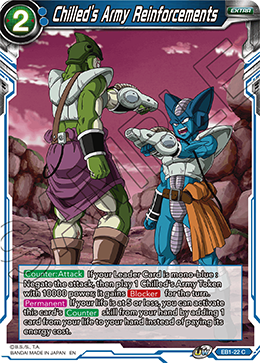 2
Chilled's Army Reinforcements
EXTRA
Counter:Attack If your Leader Card is mono-blue :
Negate the attack, then play 1 Chilled's Army Token
with 10000 power; it gains Blocker for the turn.
Permanent If your life is at 5 or less, you can activate
this card's Counter skill from your hand by adding 1
card from your life to your hand instead of paying its
energy cost.
©B.S./S., T.A.
BANDAI MADE IN JAPAN EN
EB1-22 C